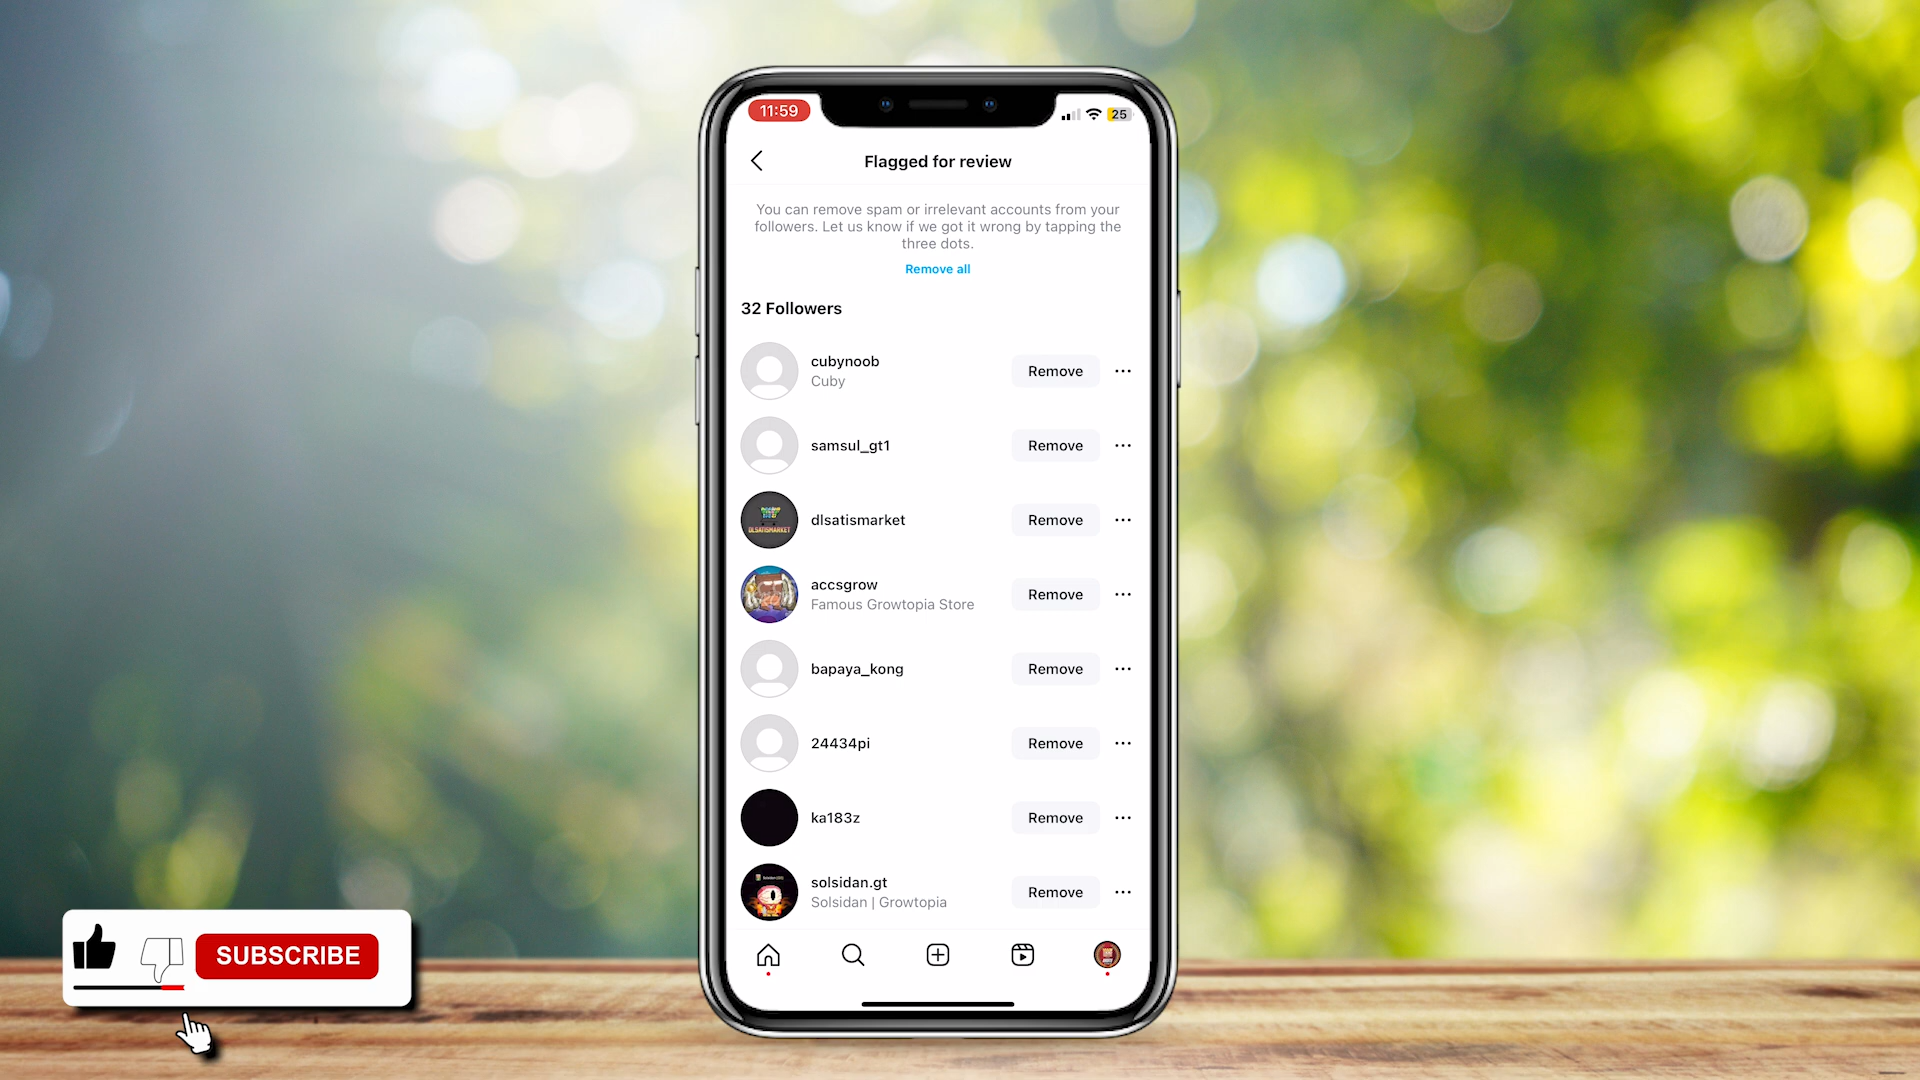 11:59
25
Flagged for review
You can remove spam or irrelevant accounts from your
followers. Let us know if we got it wrong by tapping the
three dots.
Remove all
32 Followers
cubynoob
Cuby
Remove
samsul_gt1
Remove
DLSATISMARKET
dlsatismarket
Remove
accsgrow
Famous Growtopia Store
Remove
bapaya_kong
Remove
24434pi
Remove
ka183z
Remove
solsidan.gt
Solsidan | Growtopia
Remove
SUBSCRIBE